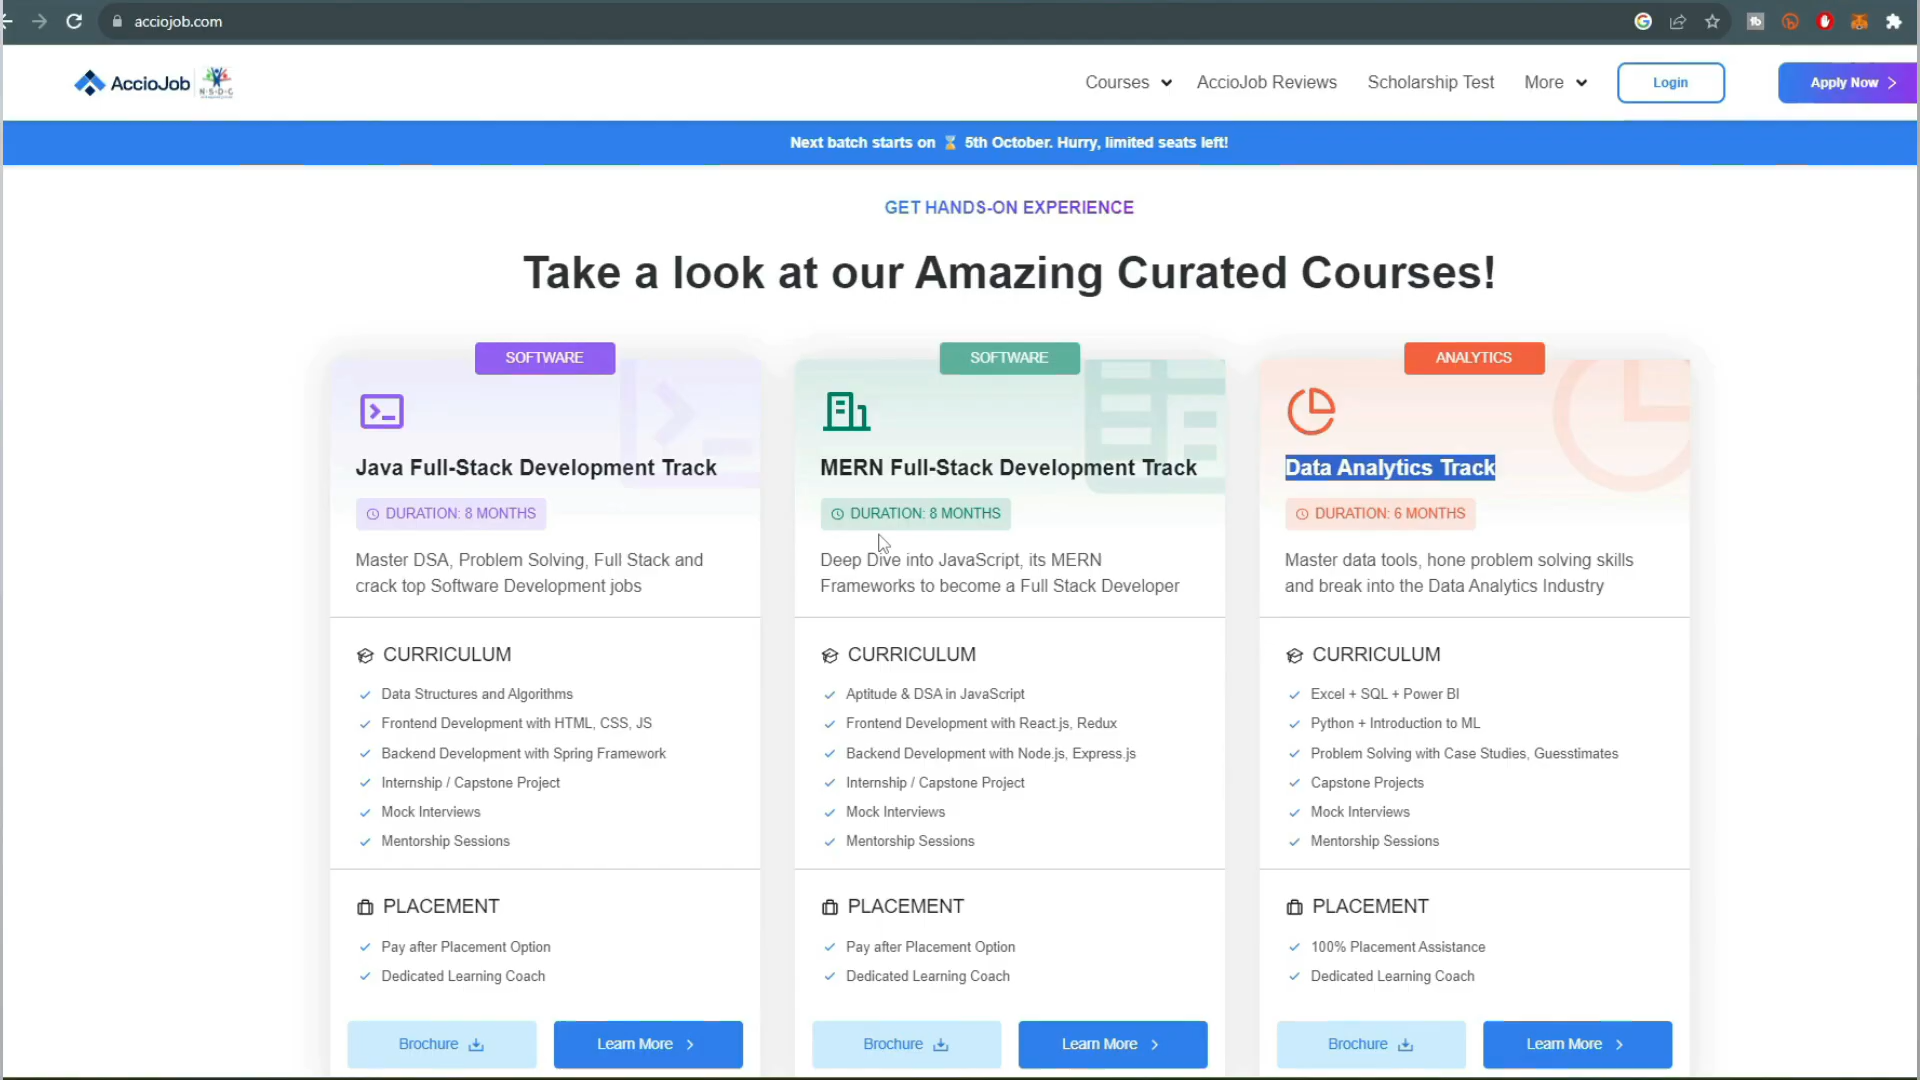 acciojob.com
AccioJob
N·S·D·C
Courses
AccioJob Reviews
Scholarship Test
More
Login
Apply Now
Next batch starts on ⏳ 5th October. Hurry, limited seats left!
GET HANDS-ON EXPERIENCE
Take a look at our Amazing Curated Courses!
SOFTWARE
Java Full-Stack Development Track
DURATION: 8 MONTHS
Master DSA, Problem Solving, Full Stack and
crack top Software Development jobs
CURRICULUM
Data Structures and Algorithms
Frontend Development with HTML, CSS, JS
Backend Development with Spring Framework
Internship / Capstone Project
Mock Interviews
Mentorship Sessions
PLACEMENT
Pay after Placement Option
Dedicated Learning Coach
Brochure
Learn More
SOFTWARE
MERN Full-Stack Development Track
DURATION: 8 MONTHS
Deep Dive into JavaScript, its MERN
Frameworks to become a Full Stack Developer
CURRICULUM
Aptitude & DSA in JavaScript
Frontend Development with React.js, Redux
Backend Development with Node.js, Express.js
Internship / Capstone Project
Mock Interviews
Mentorship Sessions
PLACEMENT
Pay after Placement Option
Dedicated Learning Coach
Brochure
Learn More
ANALYTICS
Data Analytics Track
DURATION: 6 MONTHS
Master data tools, hone problem solving skills
and break into the Data Analytics Industry
CURRICULUM
Excel + SQL + Power BI
Python + Introduction to ML
Problem Solving with Case Studies, Guesstimates
Capstone Projects
Mock Interviews
Mentorship Sessions
PLACEMENT
100% Placement Assistance
Dedicated Learning Coach
Brochure
Learn More